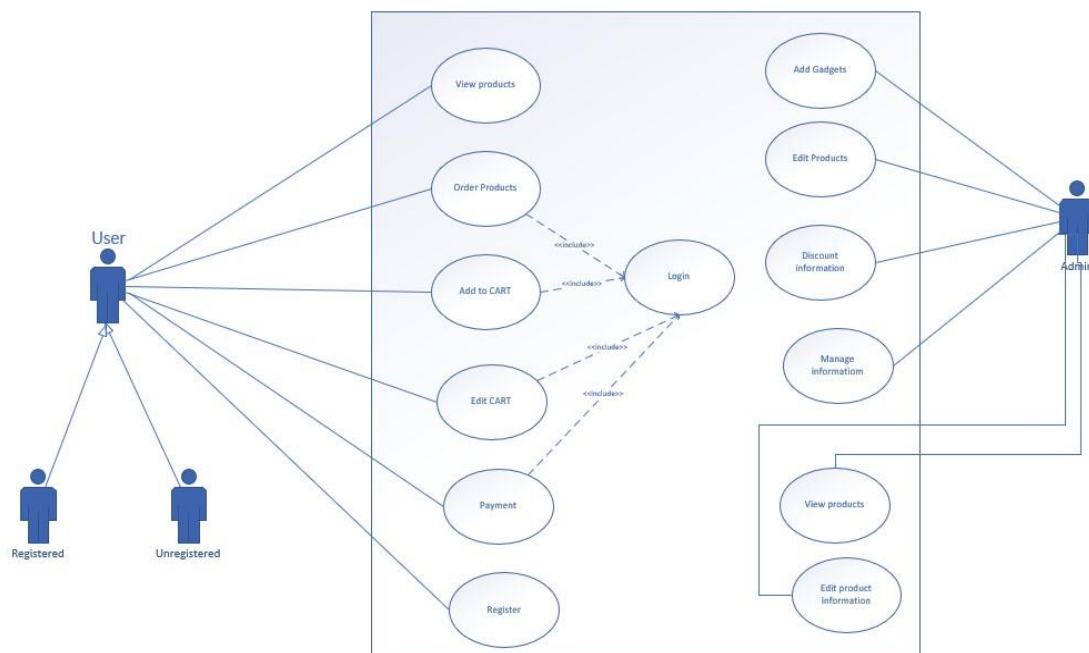 View products
Add Gadgets
Order Products
Edit Products
<<include>>
User
Add to CART
<<include>>
Login
Discount
information
Admin
Edit CART
<<include>>
<<include>>
Manage
informatiom
Payment
View products
Registered
Unregistered
Register
Edit product
information